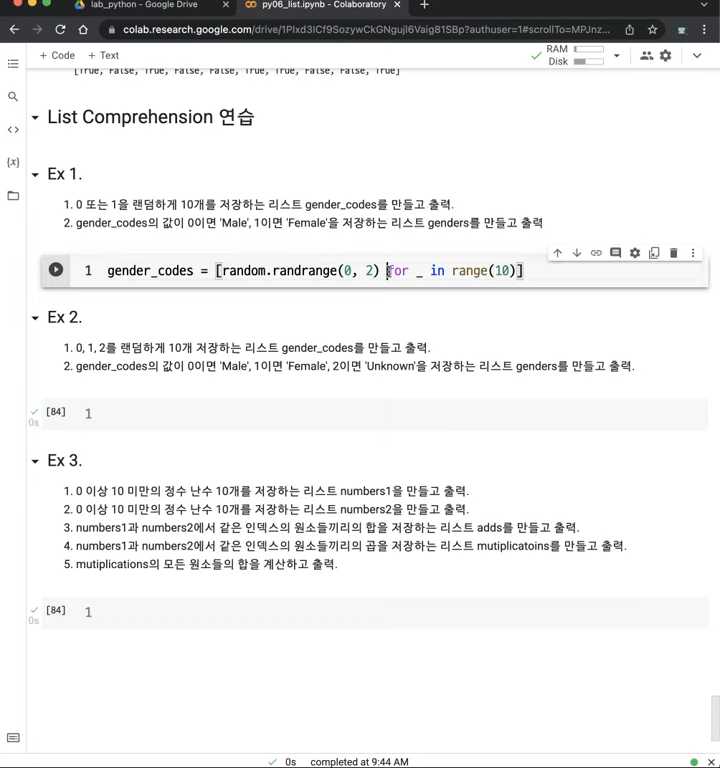 lab_python - Google Drive
py06_list.ipynb - Colaboratory
colab.research.google.com/drive/1PIxd3ICf9SozywCkGNgujI6Vaig81SBp?authuser=1#scrollTo=MPJnz...
+ Code + Text
RAM
Disk
[True, False, True, False, False, True, True, False, False, True]
List Comprehension 연습
Ex 1.
1. 0 또는 1을 랜덤하게 10개를 저장하는 리스트 gender_codes를 만들고 출력.
2. gender_codes의 값이 0이면 'Male', 1이면 'Female'을 저장하는 리스트 genders를 만들고 출력
1 gender_codes = [random.randrange(0, 2) for _ in range(10)]
Ex 2.
1. 0, 1, 2를 랜덤하게 10개 저장하는 리스트 gender_codes를 만들고 출력.
2. gender_codes의 값이 0이면 'Male', 1이면 'Female', 2이면 'Unknown'을 저장하는 리스트 genders를 만들고 출력.
[84] 1
0s
Ex 3.
1. 0 이상 10 미만의 정수 난수 10개를 저장하는 리스트 numbers1을 만들고 출력.
2. 0 이상 10 미만의 정수 난수 10개를 저장하는 리스트 numbers2을 만들고 출력.
3. numbers1과 numbers2에서 같은 인덱스의 원소들끼리의 합을 저장하는 리스트 adds를 만들고 출력.
4. numbers1과 numbers2에서 같은 인덱스의 원소들끼리의 곱을 저장하는 리스트 mutiplicatoins를 만들고 출력.
5. mutiplications의 모든 원소들의 합을 계산하고 출력.
[84] 1
0s
0s completed at 9:44 AM